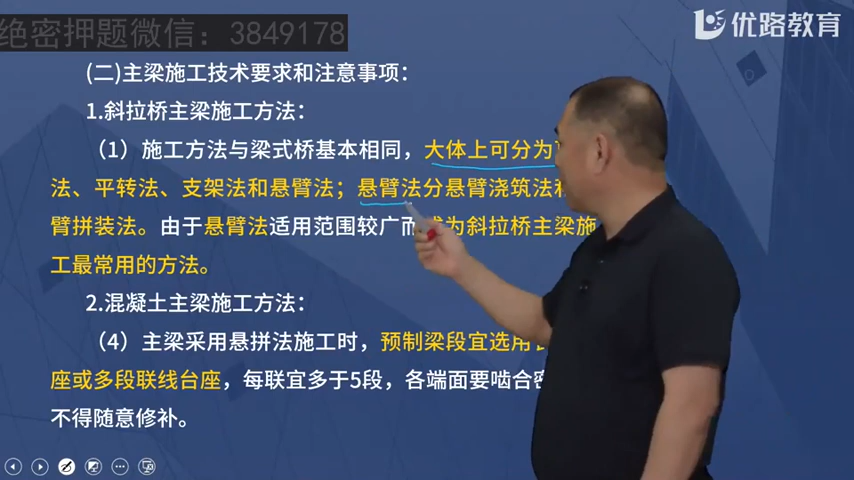 绝密押题微信：3849178
优路教育
(二)主梁施工技术要求和注意事项：
1.斜拉桥主梁施工方法：
（1）施工方法与梁式桥基本相同，大体上可分为
法、平转法、支架法和悬臂法；悬臂法分悬臂浇筑法和
臂拼装法。由于悬臂法适用范围较广而成为斜拉桥主梁施
工最常用的方法。
2.混凝土主梁施工方法：
（4）主梁采用悬拼法施工时，预制梁段宜选用
座或多段联线台座，每联宜多于5段，各端面要啮合密
不得随意修补。